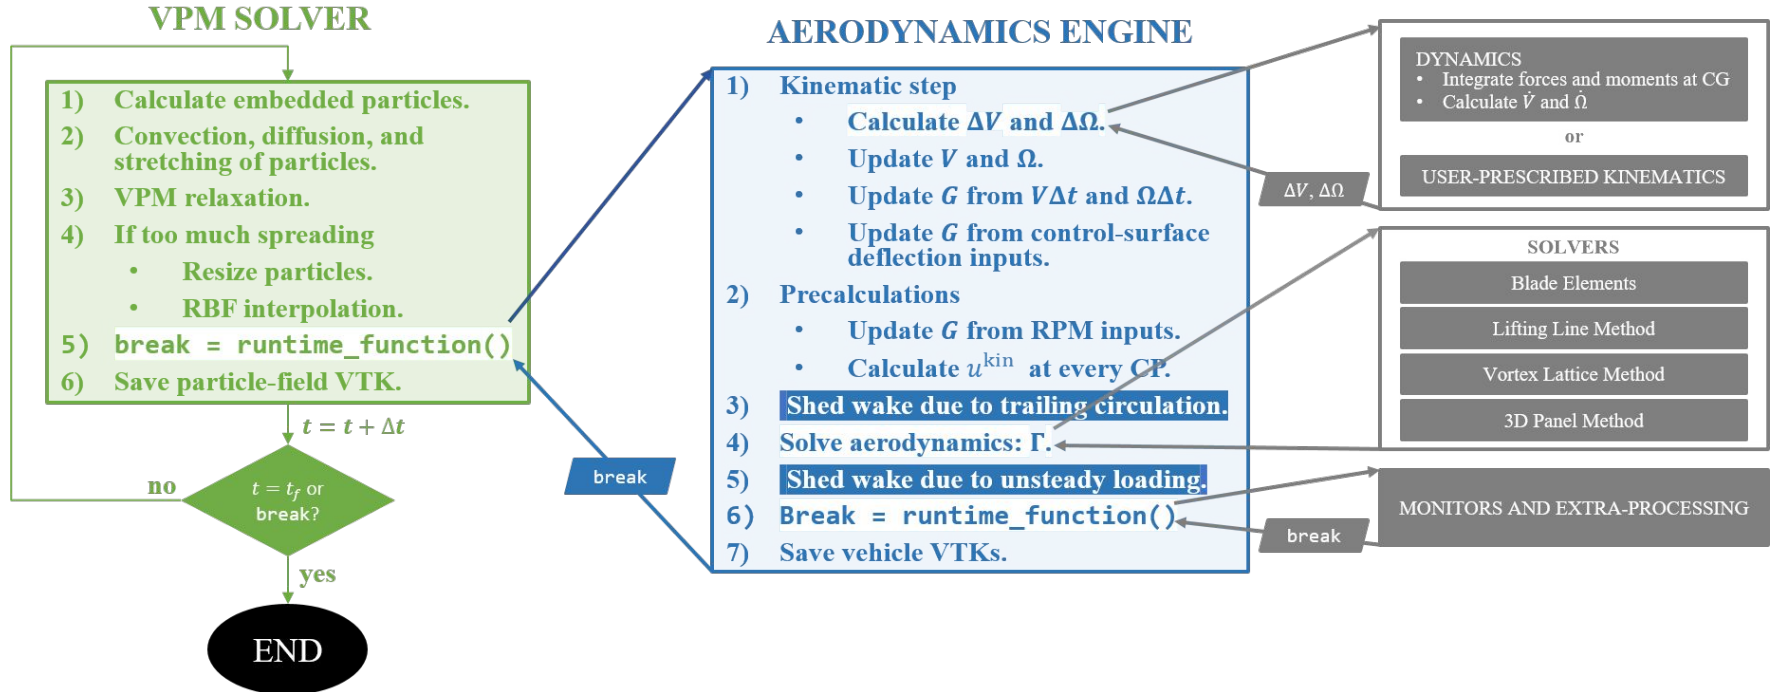 VPM SOLVER
1) Calculate embedded particles.
2) Convection, diffusion, and
stretching of particles.
3) VPM relaxation.
4) If too much spreading
• Resize particles.
• RBF interpolation.
5) break = runtime_function()
6) Save particle-field VTK.
t = t + Δt
no
t = t_f or
break?
yes
END
break
AERODYNAMICS ENGINE
1) Kinematic step
• Calculate ΔV and ΔΩ.
• Update V and Ω.
• Update G from VΔt and ΩΔt.
• Update G from control-surface
deflection inputs.
2) Precalculations
• Update G from RPM inputs.
• Calculate u^kin at every CP.
3) Shed wake due to trailing circulation.
4) Solve aerodynamics: Γ.
5) Shed wake due to unsteady loading.
6) Break = runtime_function()
7) Save vehicle VTKs.
DYNAMICS
• Integrate forces and moments at CG
• Calculate V̇ and Ω̇
or
USER-PRESCRIBED KINEMATICS
ΔV, ΔΩ
SOLVERS
Blade Elements
Lifting Line Method
Vortex Lattice Method
3D Panel Method
MONITORS AND EXTRA-PROCESSING
break